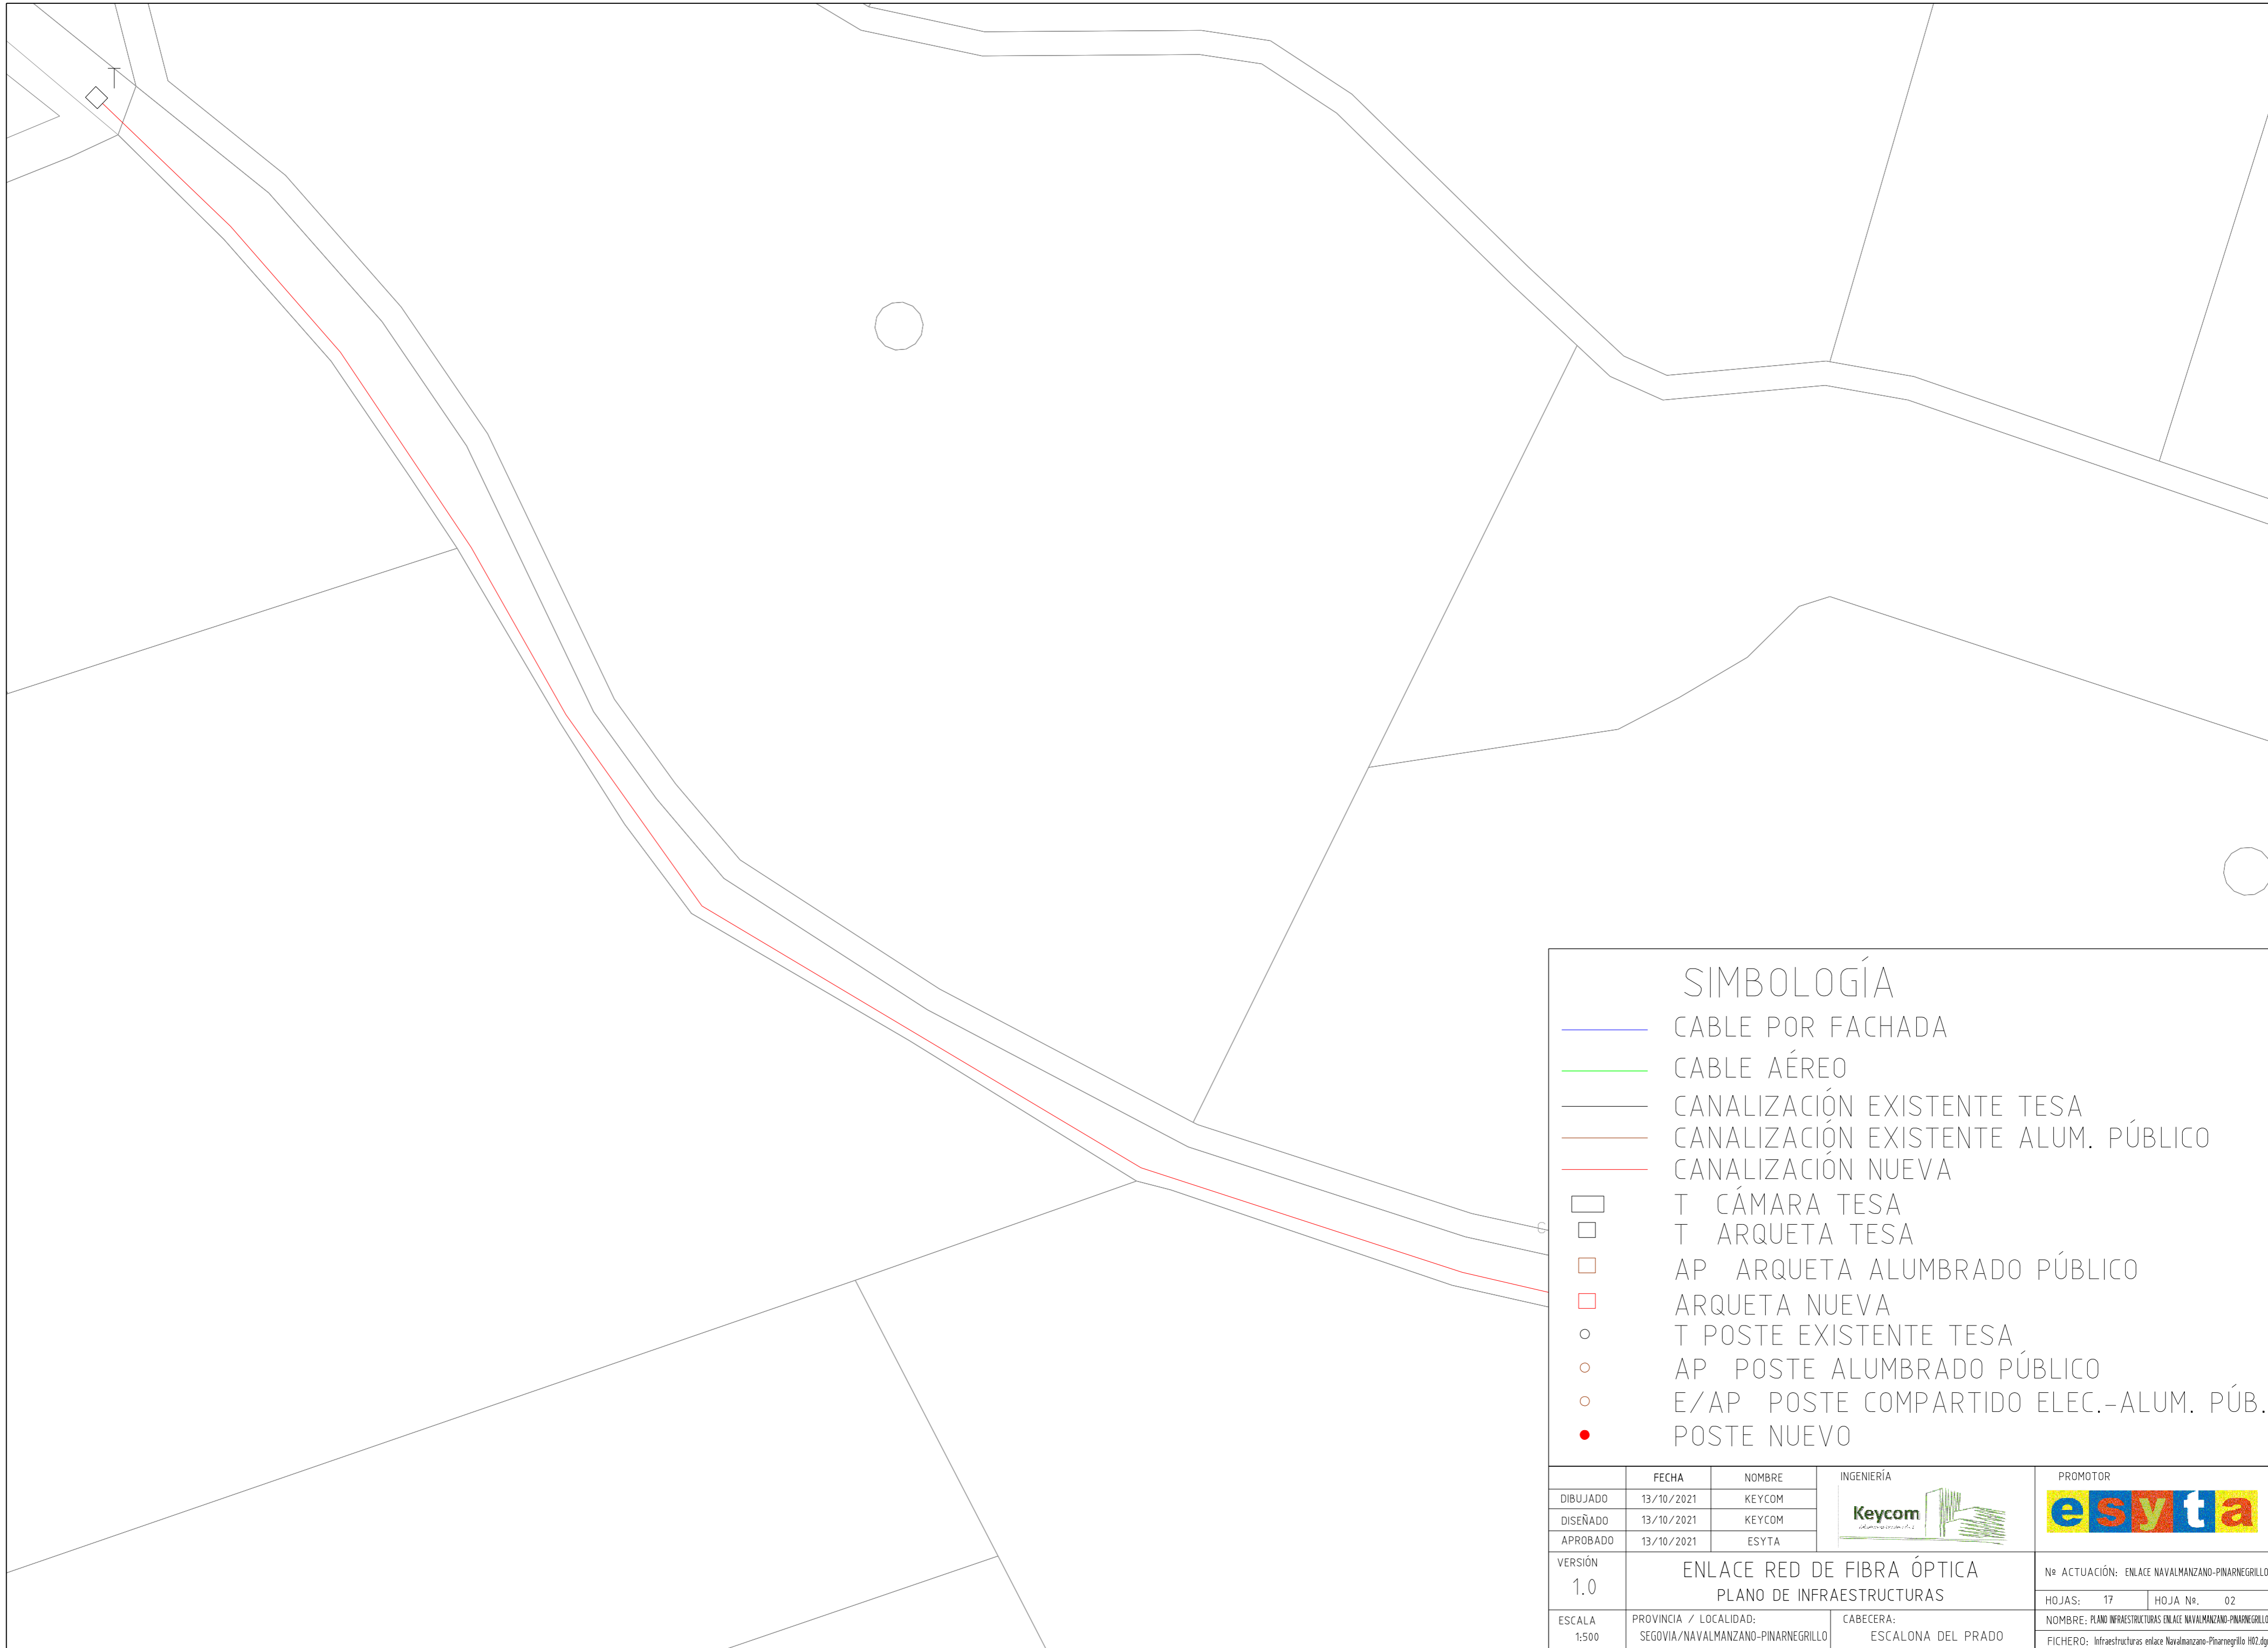 T
S
SIMBOLOGÍA
CABLE POR FACHADA
CABLE AÉREO
CANALIZACIÓN EXISTENTE TESA
CANALIZACIÓN EXISTENTE ALUM. PÚBLICO
CANALIZACIÓN NUEVA
T CÁMARA TESA
T ARQUETA TESA
AP ARQUETA ALUMBRADO PÚBLICO
ARQUETA NUEVA
T POSTE EXISTENTE TESA
AP POSTE ALUMBRADO PÚBLICO
E/AP POSTE COMPARTIDO ELEC.-ALUM. PÚB.
POSTE NUEVO
FECHA NOMBRE INGENIERÍA PROMOTOR
DIBUJADO 13/10/2021 KEYCOM
DISEÑADO 13/10/2021 KEYCOM
APROBADO 13/10/2021 ESYTA
Keycom
esyta
VERSIÓN
1.0
ENLACE RED DE FIBRA ÓPTICA
PLANO DE INFRAESTRUCTURAS
Nº ACTUACIÓN: ENLACE NAVALMANZANO-PINARNEGRILLO
HOJAS: 17 HOJA Nº. 02
ESCALA
1:500
PROVINCIA / LOCALIDAD:
SEGOVIA/NAVALMANZANO-PINARNEGRILLO
CABECERA:
ESCALONA DEL PRADO
NOMBRE: PLANO INFRAESTRUCTURAS ENLACE NAVALMANZANO-PINARNEGRILLO
FICHERO: Infraestructuras enlace Navalmanzano-Pinarnegrillo H02.dg